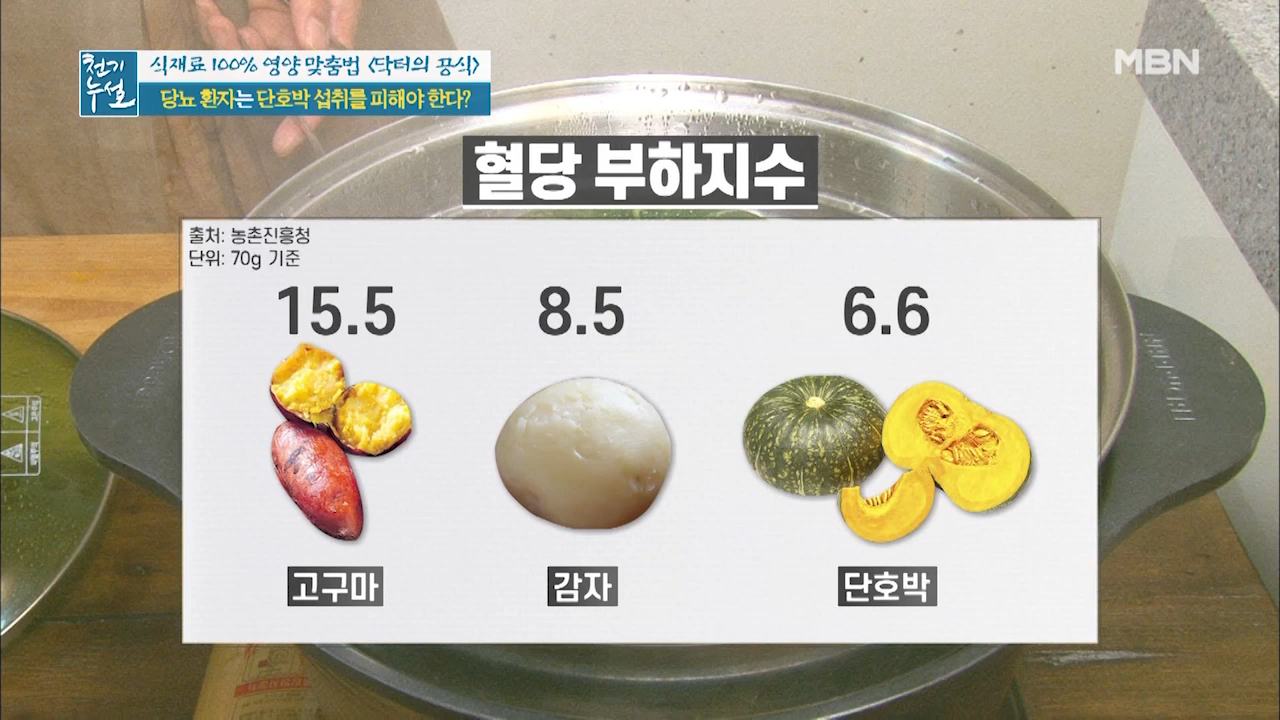 천기누설
식재료 100% 영양 맞춤법 <닥터의 공식>
당뇨 환자는 단호박 섭취를 피해야 한다?
MBN
혈당 부하지수
출처: 농촌진흥청
단위: 70g 기준
15.5 8.5 6.6
고구마 감자 단호박